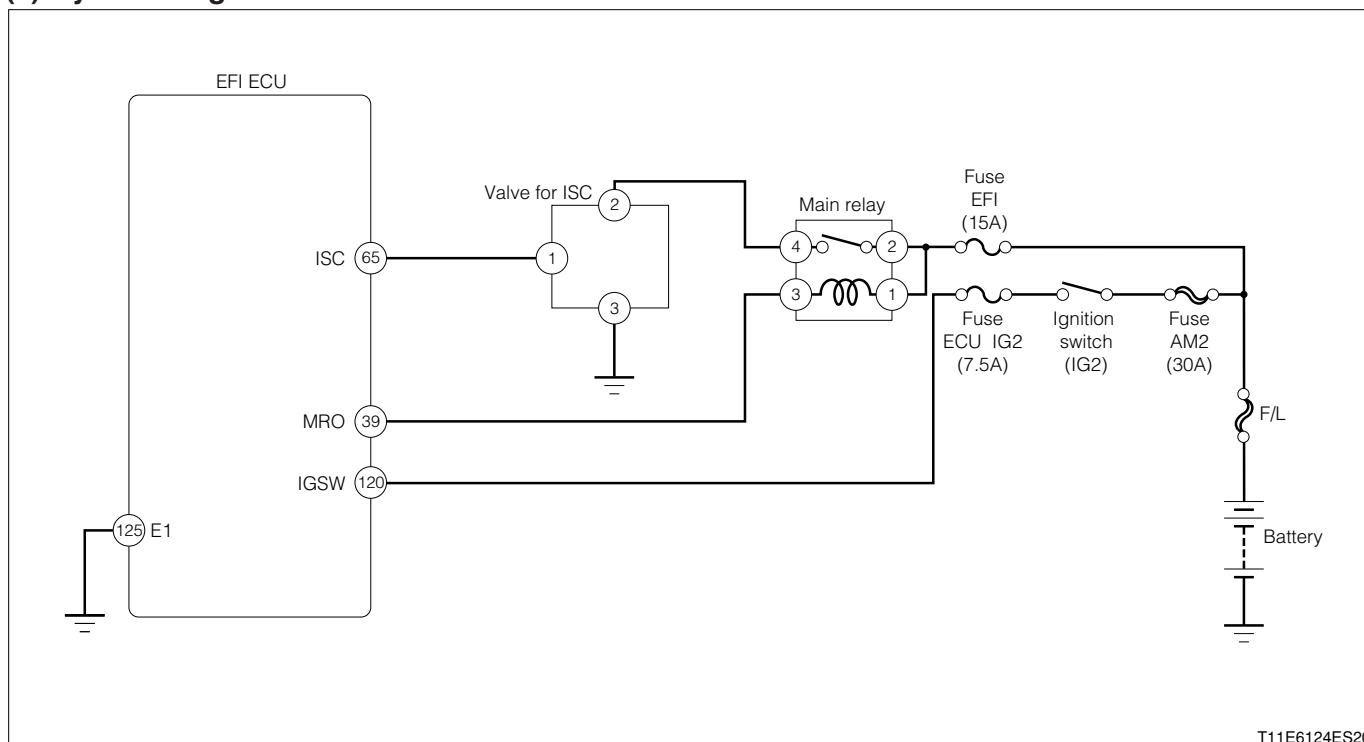 EFI ECU
Valve for ISC
2
Main relay
Fuse
EFI
(15A)
4
2
ISC
65
1
3
1
3
Fuse
ECU IG2
(7.5A)
Ignition
switch
(IG2)
Fuse
AM2
(30A)
F/L
MRO
39
IGSW
120
125
E1
Battery
T11E6124ES20